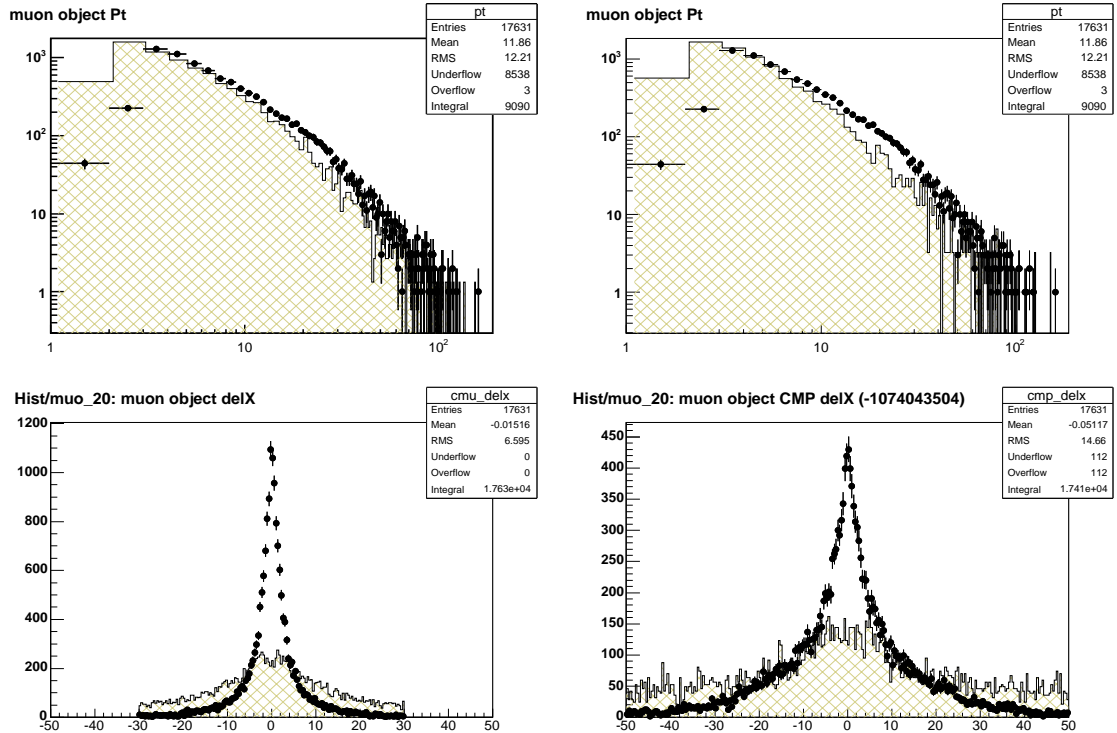 muon object Pt
pt
Entries 17631
Mean 11.86
RMS 12.21
Underflow 8538
Overflow 3
Integral 9090
10³
10²
10
1
1 10 10²
muon object Pt
pt
Entries 17631
Mean 11.86
RMS 12.21
Underflow 8538
Overflow 3
Integral 9090
10³
10²
10
1
1 10 10²
Hist/muo_20: muon object delX
cmu_delx
Entries 17631
Mean -0.01516
RMS 6.595
Underflow 0
Overflow 0
Integral 1.763e+04
1200
1000
800
600
400
200
0
-50 -40 -30 -20 -10 0 10 20 30 40 50
Hist/muo_20: muon object CMP delX (-1074043504)
cmp_delx
Entries 17631
Mean -0.05117
RMS 14.66
Underflow 112
Overflow 112
Integral 1.741e+04
450
400
350
300
250
200
150
100
50
0
-50 -40 -30 -20 -10 0 10 20 30 40 50